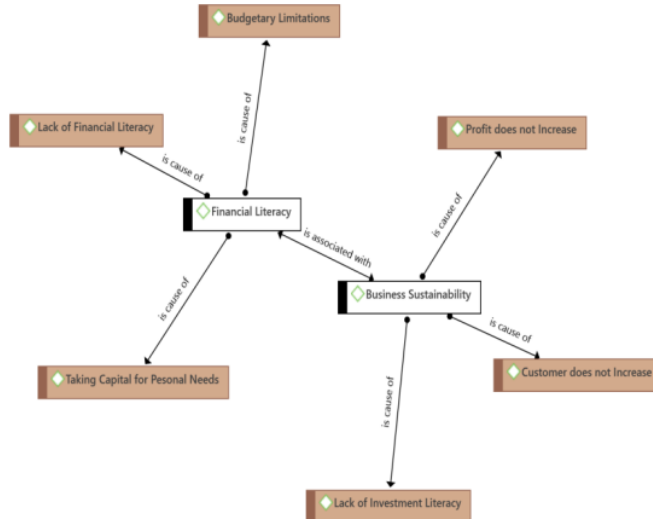 Budgetary Limitations
is cause of
Lack of Financial Literacy
Profit does not Increase
is cause of
is cause of
Financial Literacy
is associated with
is cause of
Business Sustainability
is cause of
is cause of
Taking Capital for Pesonal Needs
Customer does not Increase
Lack of Investment Literacy